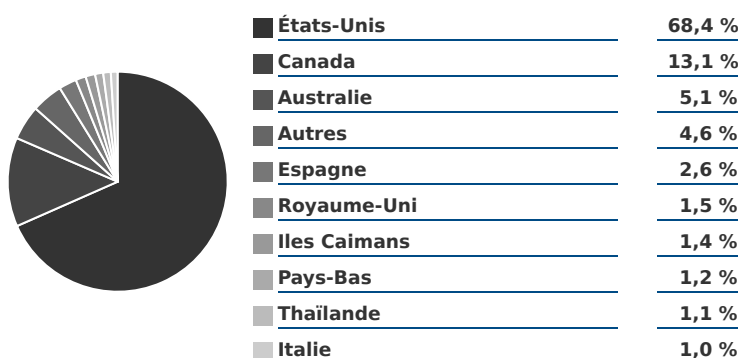 États-Unis 68,4 %
Canada 13,1 %
Australie 5,1 %
Autres 4,6 %
Espagne 2,6 %
Royaume-Uni 1,5 %
Iles Caimans 1,4 %
Pays-Bas 1,2 %
Thaïlande 1,1 %
Italie 1,0 %